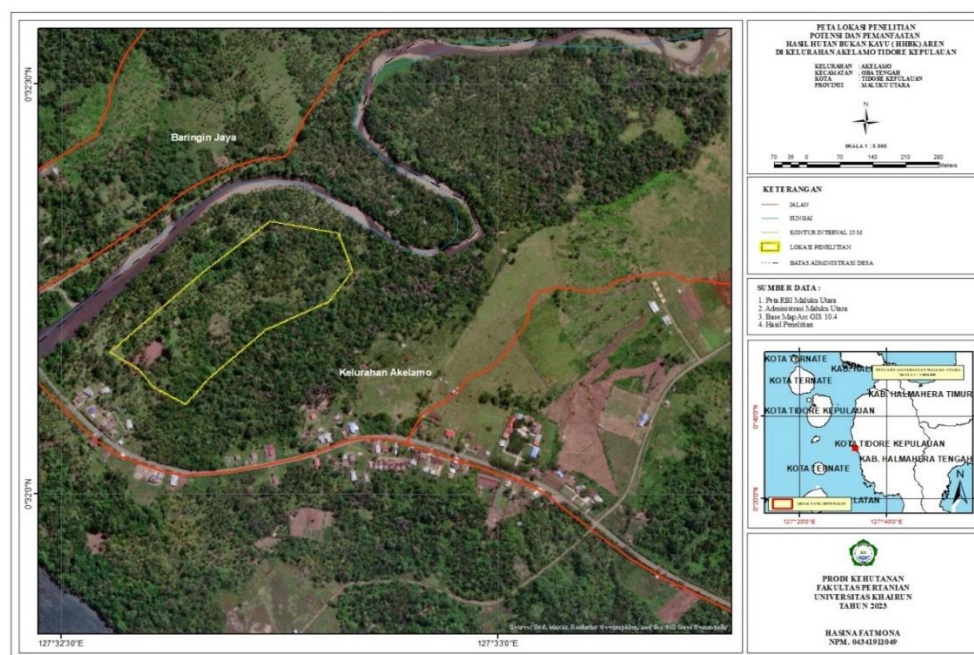 PETA LOKASI PENELITIAN
POTENSI DAN PEMANFAATAN
HASIL HUTAN BUKAN KAYU ( HHBK) AREN
DI KELURAHAN AKELAMO TIDORE KEPULAUAN
KELURAHAN : AKELAMO
KECAMATAN : OBA TENGAH
KOTA : TIDORE KEPULAUAN
PROVINSI : MALUKU UTARA
N
SKALA 1 : 5.000
70 35 0 70 140 210 280
Meters
KETERANGAN
JALAN
SUNGAI
KONTUR INTERVAL 25 M
LOKASI PENELITIAN
BATAS ADMINISTRASI DESA
SUMBER DATA :
1. Peta RBI Maluku Utara
2. Administrasi Maluku Utara
3. Base Map Arc GIS 10.4
4. Hasil Penelitian
KOTA TERNATE
KAB. HAL
KOTA TERNATE
KAB. HALMAHERA TIMUR
KOTA TIDORE KEPULAUAN
KOTA TIDORE KEPULAUAN
KAB. HALMAHERA TENGAH
KOTA TERNATE
N
LATAN
0°40'0"N
0°20'0"N
127°20'0"E
127°40'0"E
PRODI KEHUTANAN
FAKULTAS PERTANIAN
UNIVERSITAS KHAIRUN
TAHUN 2023
HASINA FATMONA
NPM. 04341911049
Baringin Jaya
Kelurahan Akelamo
0°32'30"N
0°32'0"N
127°32'30"E
127°33'0"E